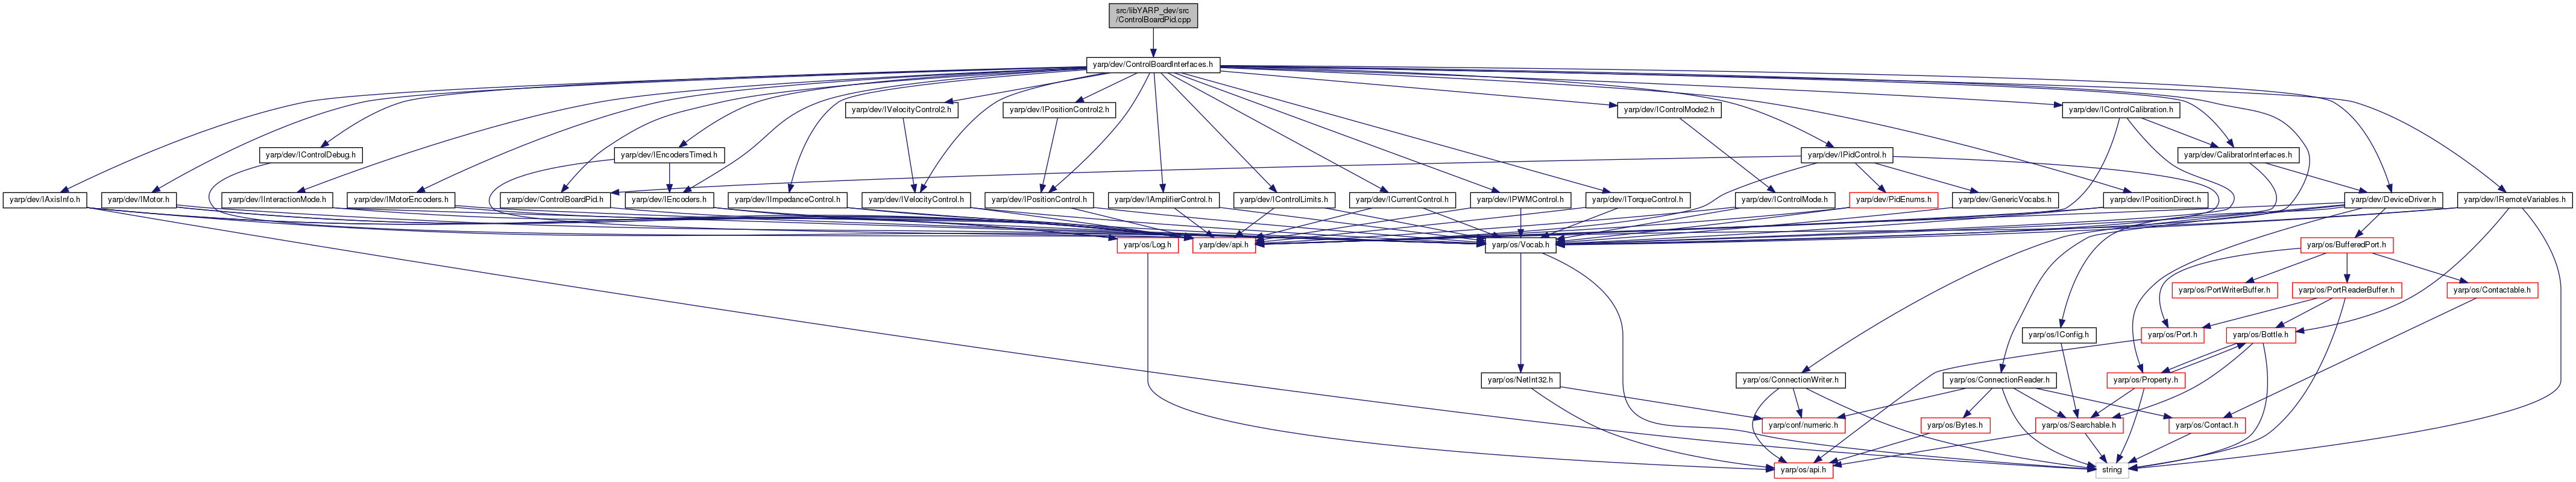 src/libYARP_dev/src
/ControlBoardPid.cpp
yarp/dev/ControlBoardInterfaces.h
yarp/dev/IVelocityControl2.h
yarp/dev/IPositionControl2.h
yarp/dev/IControlMode2.h
yarp/dev/IControlCalibration.h
yarp/dev/IControlDebug.h
yarp/dev/IEncodersTimed.h
yarp/dev/IPidControl.h
yarp/dev/CalibratorInterfaces.h
yarp/dev/IAxisInfo.h
yarp/dev/IMotor.h
yarp/dev/IInteractionMode.h
yarp/dev/IMotorEncoders.h
yarp/dev/ControlBoardPid.h
yarp/dev/IEncoders.h
yarp/dev/IImpedanceControl.h
yarp/dev/IVelocityControl.h
yarp/dev/IPositionControl.h
yarp/dev/IAmplifierControl.h
yarp/dev/IControlLimits.h
yarp/dev/ICurrentControl.h
yarp/dev/IPWMControl.h
yarp/dev/ITorqueControl.h
yarp/dev/IControlMode.h
yarp/dev/PidEnums.h
yarp/dev/GenericVocabs.h
yarp/dev/IPositionDirect.h
yarp/dev/DeviceDriver.h
yarp/dev/IRemoteVariables.h
yarp/os/Log.h
yarp/dev/api.h
yarp/os/Vocab.h
yarp/os/BufferedPort.h
yarp/os/PortWriterBuffer.h
yarp/os/PortReaderBuffer.h
yarp/os/Contactable.h
yarp/os/IConfig.h
yarp/os/Port.h
yarp/os/Bottle.h
yarp/os/NetInt32.h
yarp/os/ConnectionWriter.h
yarp/os/ConnectionReader.h
yarp/os/Property.h
yarp/conf/numeric.h
yarp/os/Bytes.h
yarp/os/Searchable.h
yarp/os/Contact.h
yarp/os/api.h
string